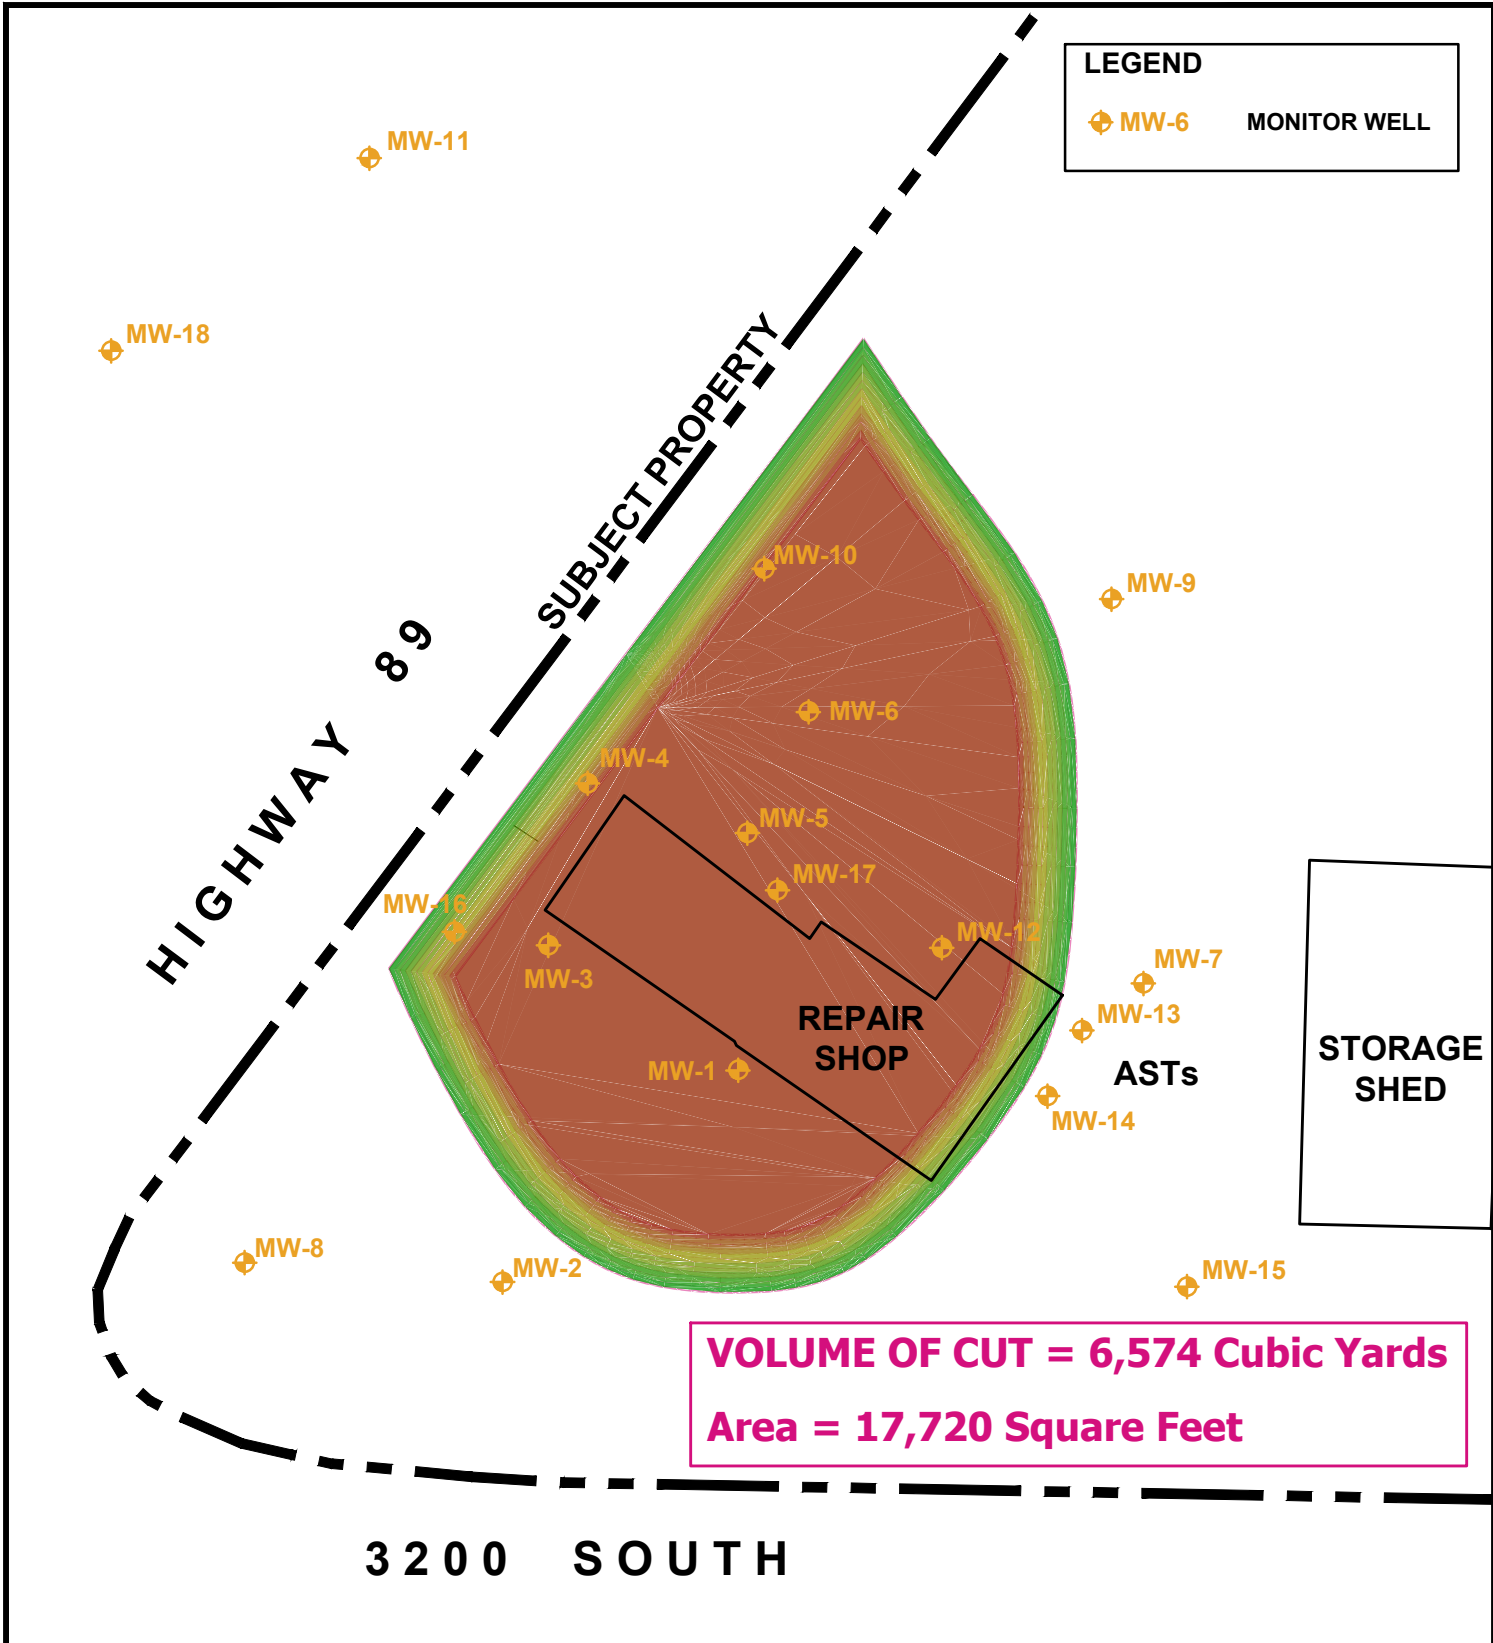 LEGEND
MW-6 MONITOR WELL
MW-11
MW-18
SUBJECT PROPERTY
HIGHWAY 89
MW-10
MW-9
MW-6
MW-4
MW-5
MW-17
MW-16
MW-12
MW-3
MW-7
MW-13
REPAIR
SHOP
MW-1
ASTs
STORAGE
SHED
MW-14
MW-8
MW-2
MW-15
VOLUME OF CUT = 6,574 Cubic Yards
Area = 17,720 Square Feet
3200 SOUTH